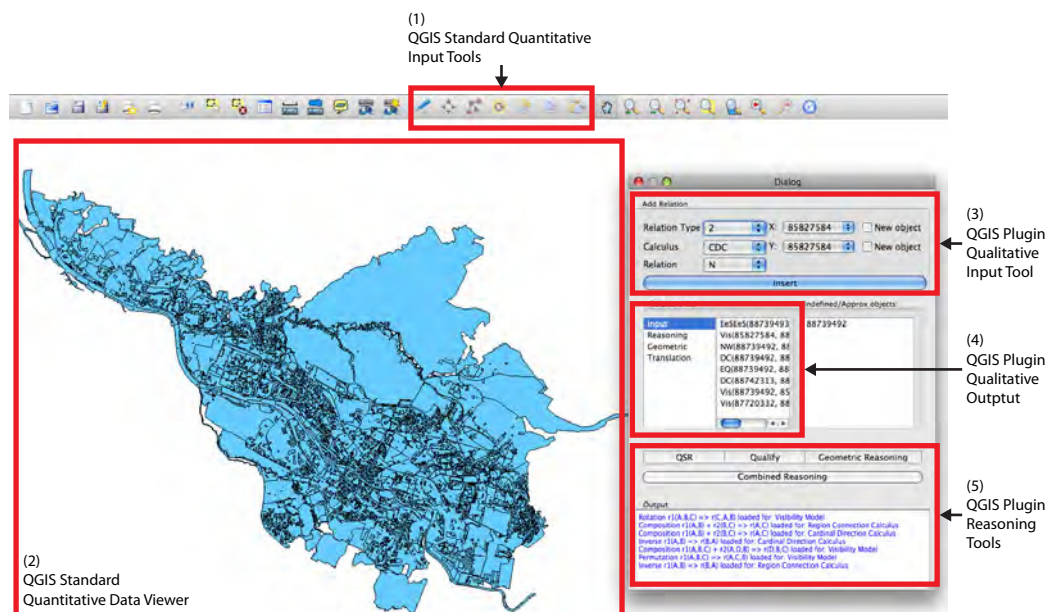 (1)
QGIS Standard Quantitative
Input Tools
Dialog
Add Relation
Relation Type 2 X: 85827584 New object
Calculus CDC Y: 85827584 New object
Relation N
Insert
(3)
QGIS Plugin
Qualitative
Input Tool
ndefined/Approx objects:
Input
Reasoning
Geometric
Translation
EeSEeS(88739493
Vis(85827584, 88
NW(88739492, 88
DC(88739492, 88
EQ(88739492, 88
DC(88742313, 88
Vis(88739492, 85
Vis(87720332, 88
88739492
(4)
QGIS Plugin
Qualitative
Outptut
QSR Qualify Geometric Reasoning
Combined Reasoning
Output
Rotation r1(A,B,C) => r(C,A,B) loaded for: Visibility Model
Composition r1(A,B) + r2(B,C) => r(A,C) loaded for: Region Connection Calculus
Composition r1(A,B) + r2(B,C) => r(A,C) loaded for: Cardinal Direction Calculus
Inverse r1(A,B) => r(B,A) loaded for: Cardinal Direction Calculus
Composition r1(A,B,C) + r2(A,D,B) => r(D,B,C) loaded for: Visibility Model
Permutation r1(A,B,C) => r(A,C,B) loaded for: Visibility Model
Inverse r1(A,B) => r(B,A) loaded for: Region Connection Calculus
(5)
QGIS Plugin
Reasoning
Tools
(2)
QGIS Standard
Quantitative Data Viewer